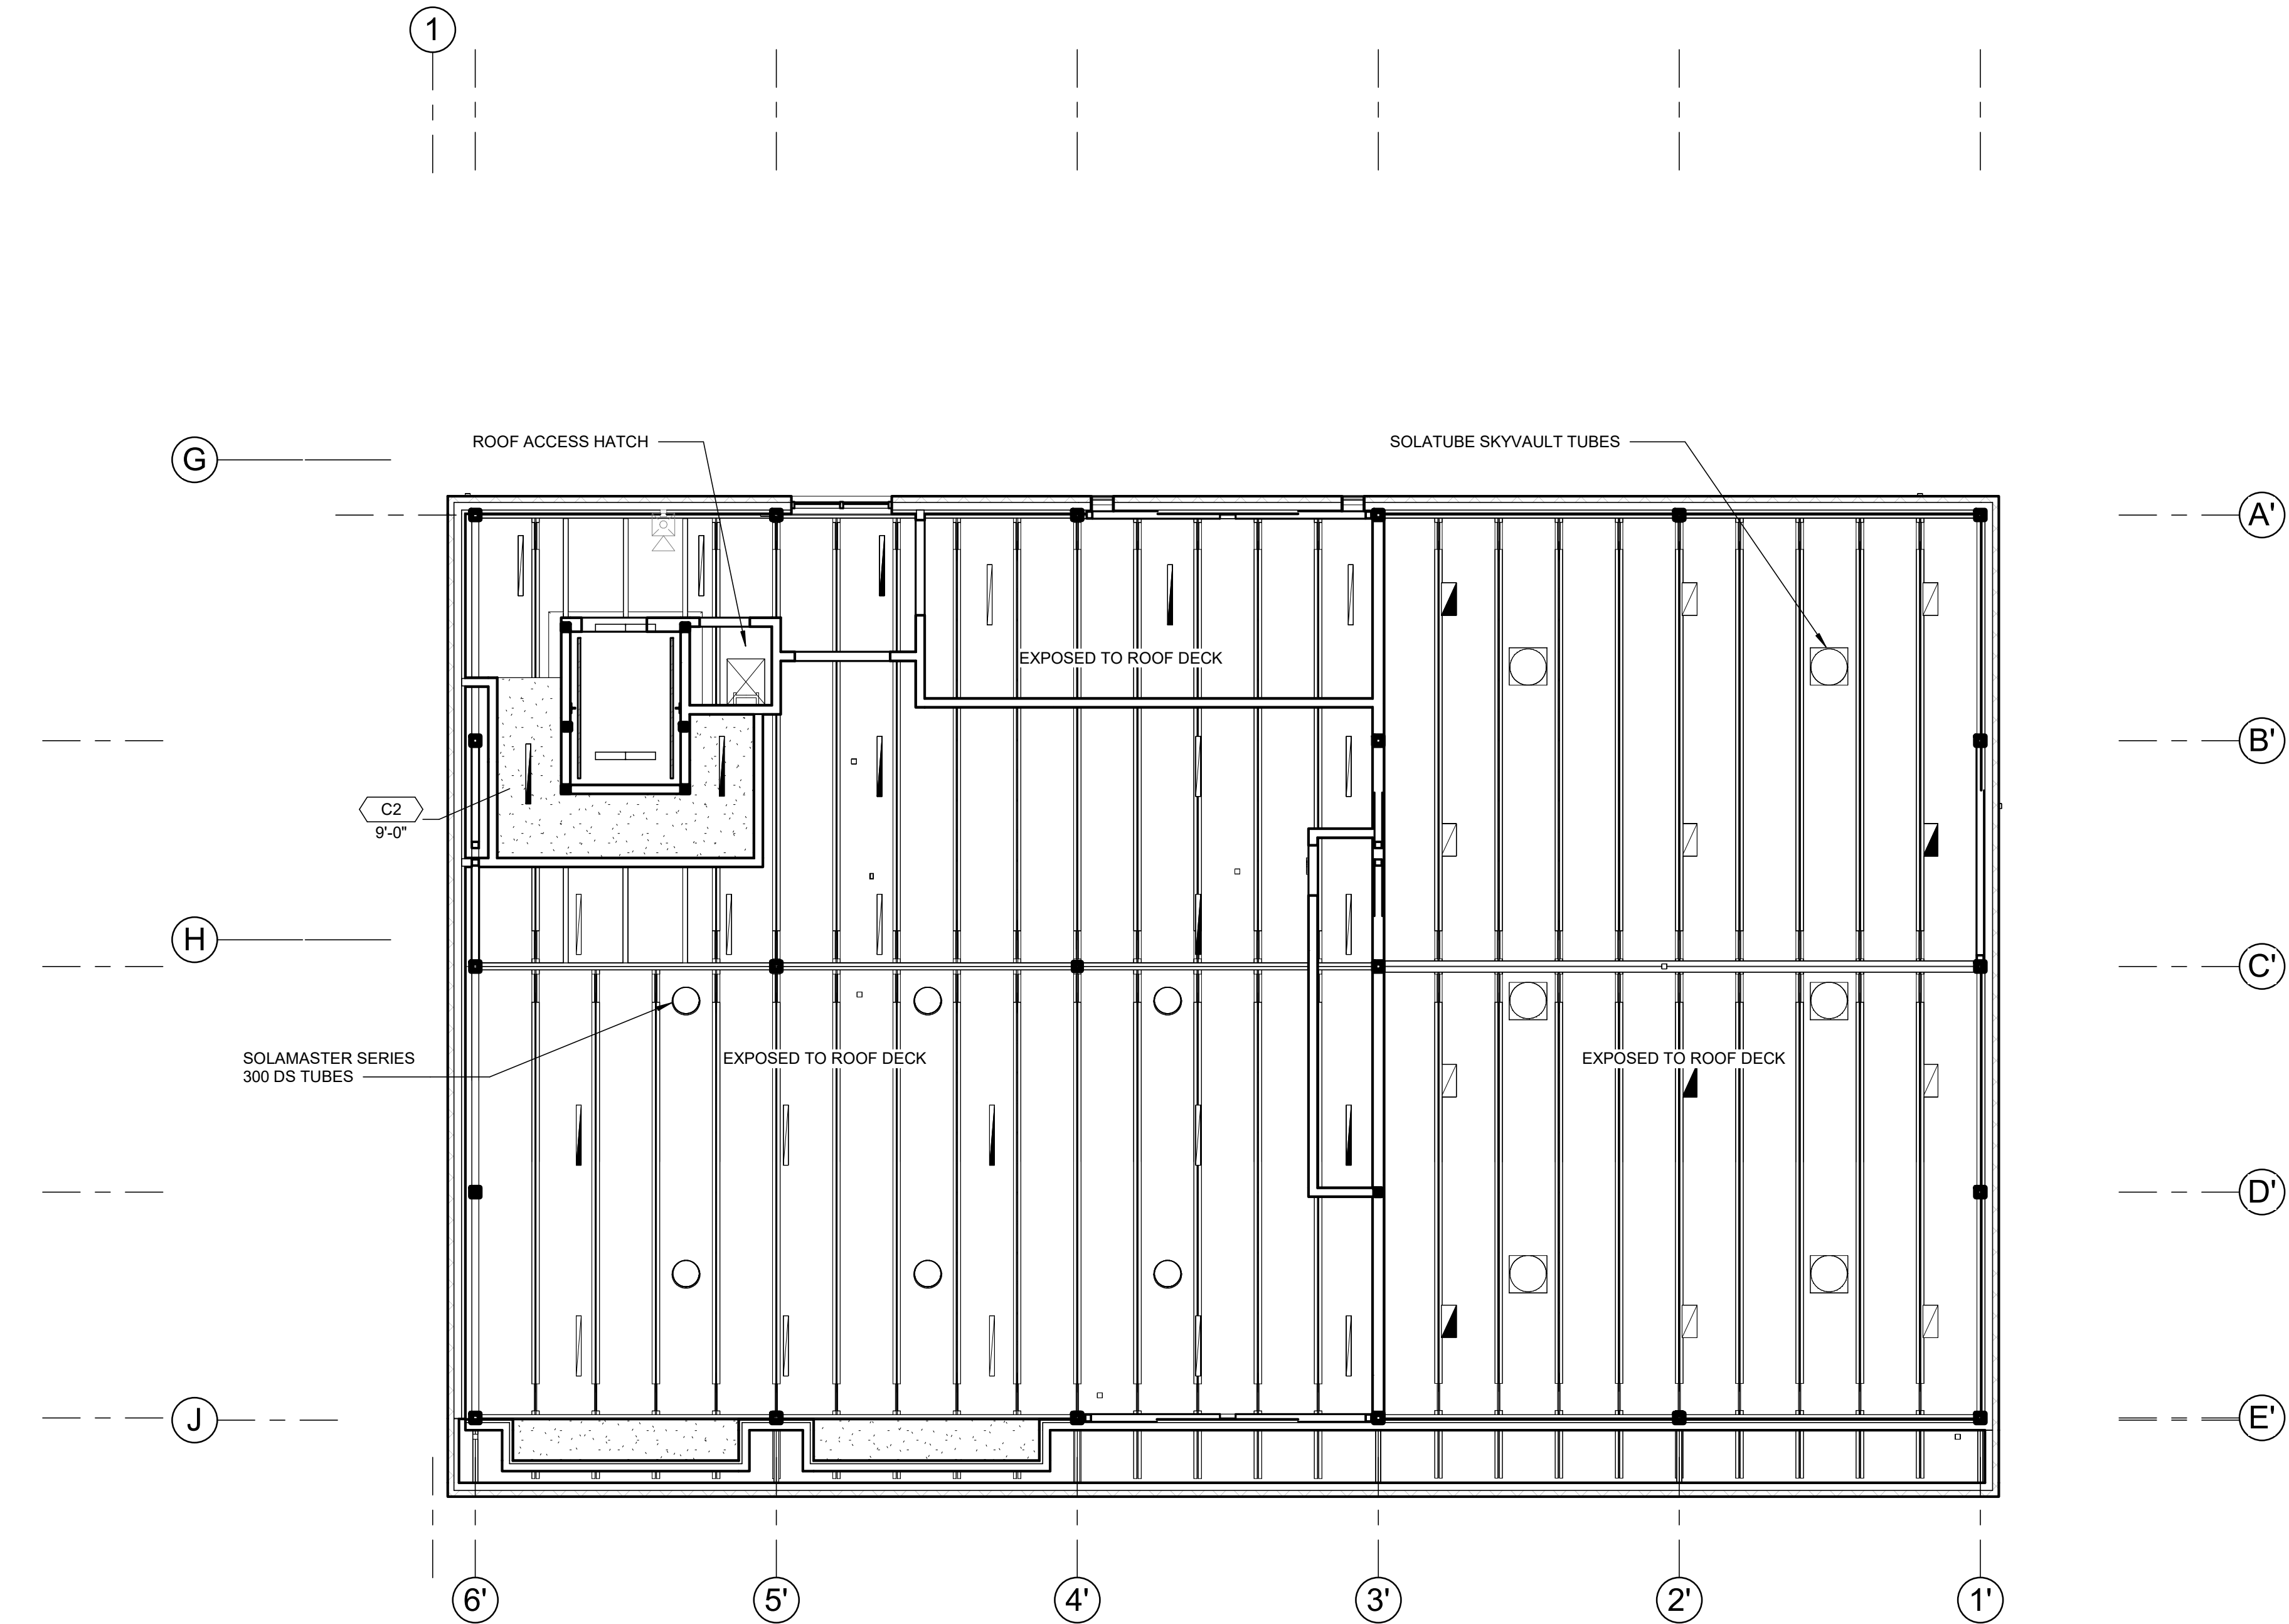 1
G
ROOF ACCESS HATCH
SOLATUBE SKYVAULT TUBES
A'
EXPOSED TO ROOF DECK
B'
C2
9'-0"
H
C'
SOLAMASTER SERIES
300 DS TUBES
EXPOSED TO ROOF DECK
EXPOSED TO ROOF DECK
D'
J
E'
6'
5'
4'
3'
2'
1'